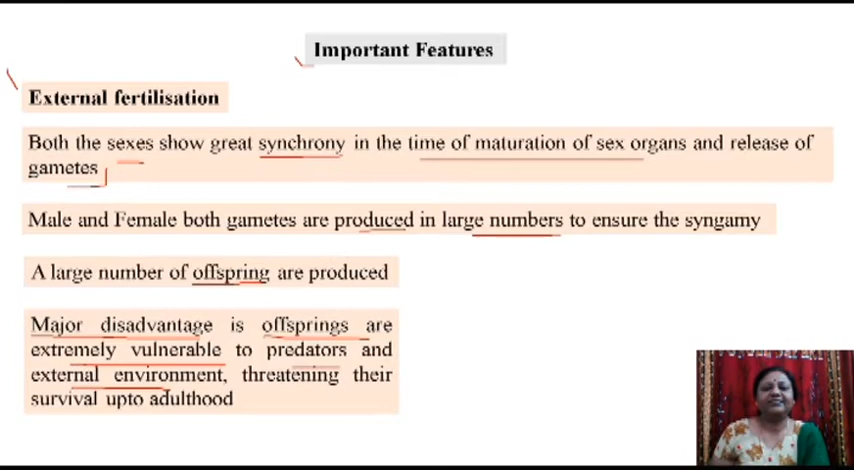 Important Features
External fertilisation
Both the sexes show great synchrony in the time of maturation of sex organs and release of
gametes
Male and Female both gametes are produced in large numbers to ensure the syngamy
A large number of offspring are produced
Major disadvantage is offsprings are
extremely vulnerable to predators and
external environment, threatening their
survival upto adulthood